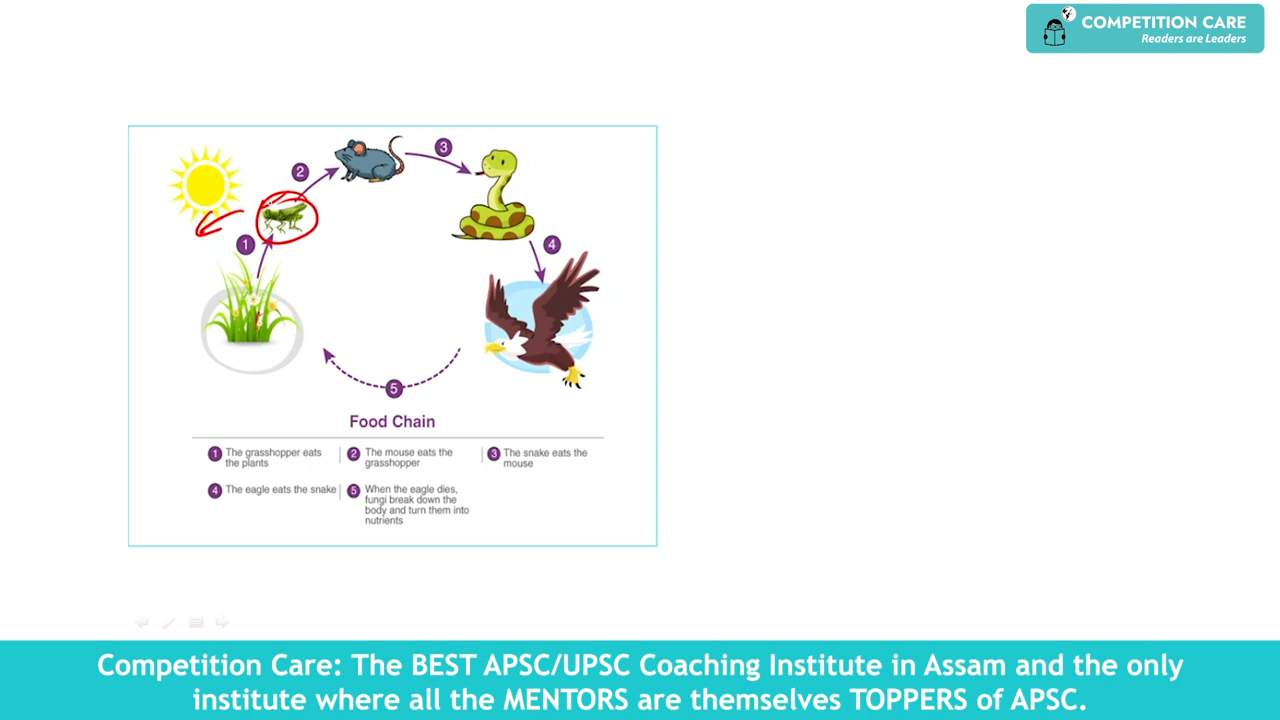 COMPETITION CARE
Readers are Leaders
2
3
1
4
5
Food Chain
1 The grasshopper eats
the plants
2 The mouse eats the
grasshopper
3 The snake eats the
mouse
4 The eagle eats the snake
5 When the eagle dies,
fungi break down the
body and turn them into
nutrients
Competition Care: The BEST APSC/UPSC Coaching Institute in Assam and the only
institute where all the MENTORS are themselves TOPPERS of APSC.